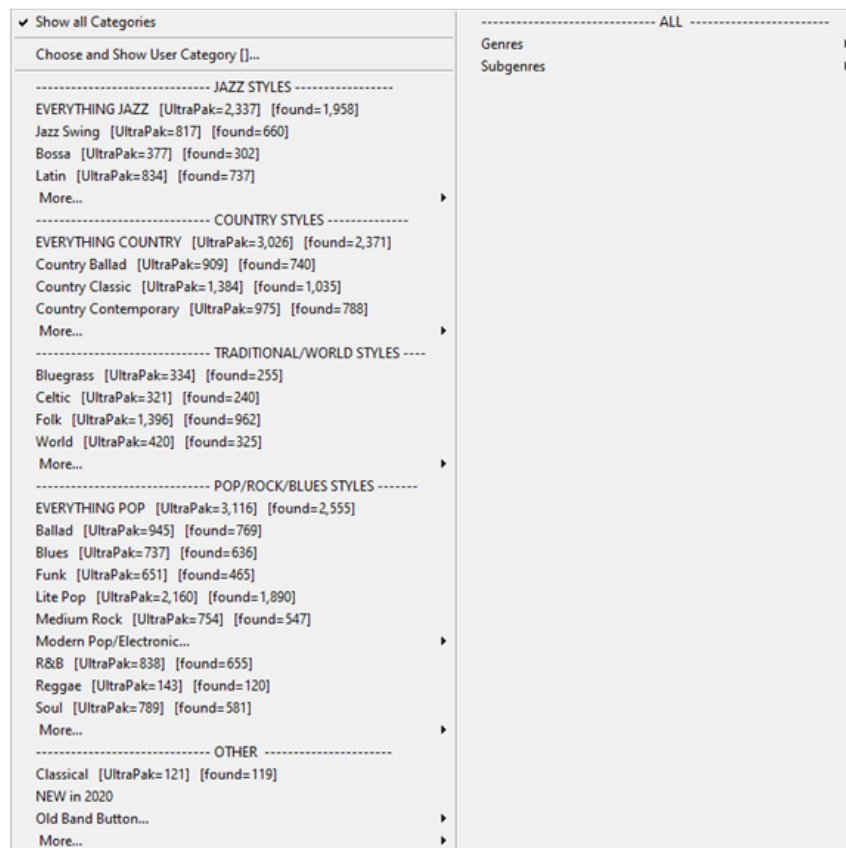 Show all Categories
Choose and Show User Category []...
------------------------------ JAZZ STYLES -----------------
EVERYTHING JAZZ [UltraPak=2,337] [found=1,958]
Jazz Swing [UltraPak=817] [found=660]
Bossa [UltraPak=377] [found=302]
Latin [UltraPak=834] [found=737]
More...
------------------------------ COUNTRY STYLES --------------
EVERYTHING COUNTRY [UltraPak=3,026] [found=2,371]
Country Ballad [UltraPak=909] [found=740]
Country Classic [UltraPak=1,384] [found=1,035]
Country Contemporary [UltraPak=975] [found=788]
More...
------------------------------ TRADITIONAL/WORLD STYLES ----
Bluegrass [UltraPak=334] [found=255]
Celtic [UltraPak=321] [found=240]
Folk [UltraPak=1,396] [found=962]
World [UltraPak=420] [found=325]
More...
------------------------------ POP/ROCK/BLUES STYLES -------
EVERYTHING POP [UltraPak=3,116] [found=2,555]
Ballad [UltraPak=945] [found=769]
Blues [UltraPak=737] [found=636]
Funk [UltraPak=651] [found=465]
Lite Pop [UltraPak=2,160] [found=1,890]
Medium Rock [UltraPak=754] [found=547]
Modern Pop/Electronic...
R&B [UltraPak=838] [found=655]
Reggae [UltraPak=143] [found=120]
Soul [UltraPak=789] [found=581]
More...
------------------------------ OTHER ----------------------
Classical [UltraPak=121] [found=119]
NEW in 2020
Old Band Button...
More...
------------------------------ ALL ------------------------
Genres
Subgenres